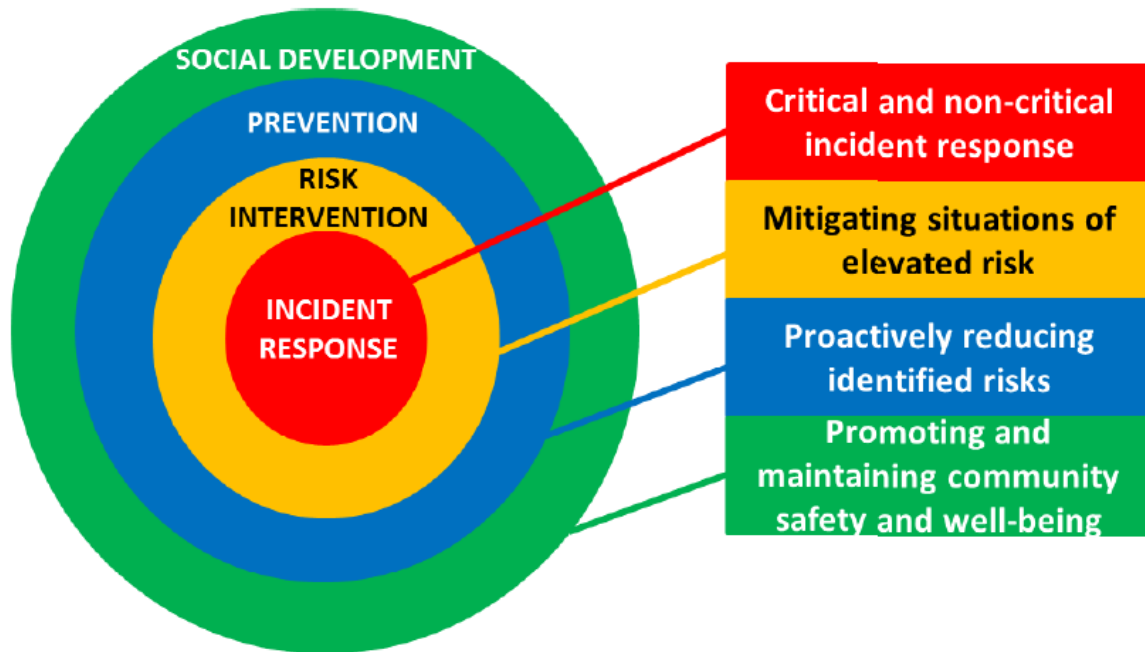 SOCIAL DEVELOPMENT
PREVENTION
RISK
INTERVENTION
INCIDENT
RESPONSE
Critical and non-critical
incident response
Mitigating situations of
elevated risk
Proactively reducing
identified risks
Promoting and
maintaining community
safety and well-being